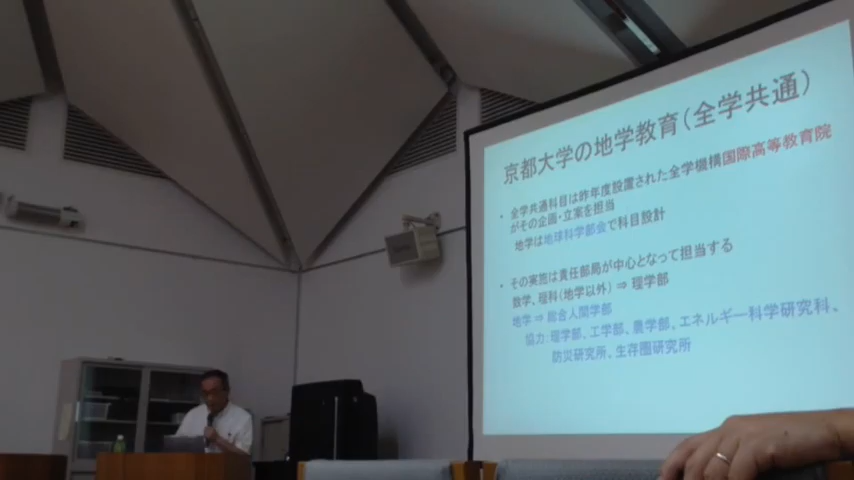 京都大学の地学教育(全学共通)
• 全学共通科目は昨年度設置された全学機構国際高等教育院
がその企画・立案を担当
地学は地球科学部会で科目設計
• その実施は責任部局が中心となって担当する
数学、理科(地学以外) ⇒ 理学部
地学 ⇒ 総合人間学部
協力:理学部、工学部、農学部、エネルギー科学研究科、
防災研究所、生存圏研究所